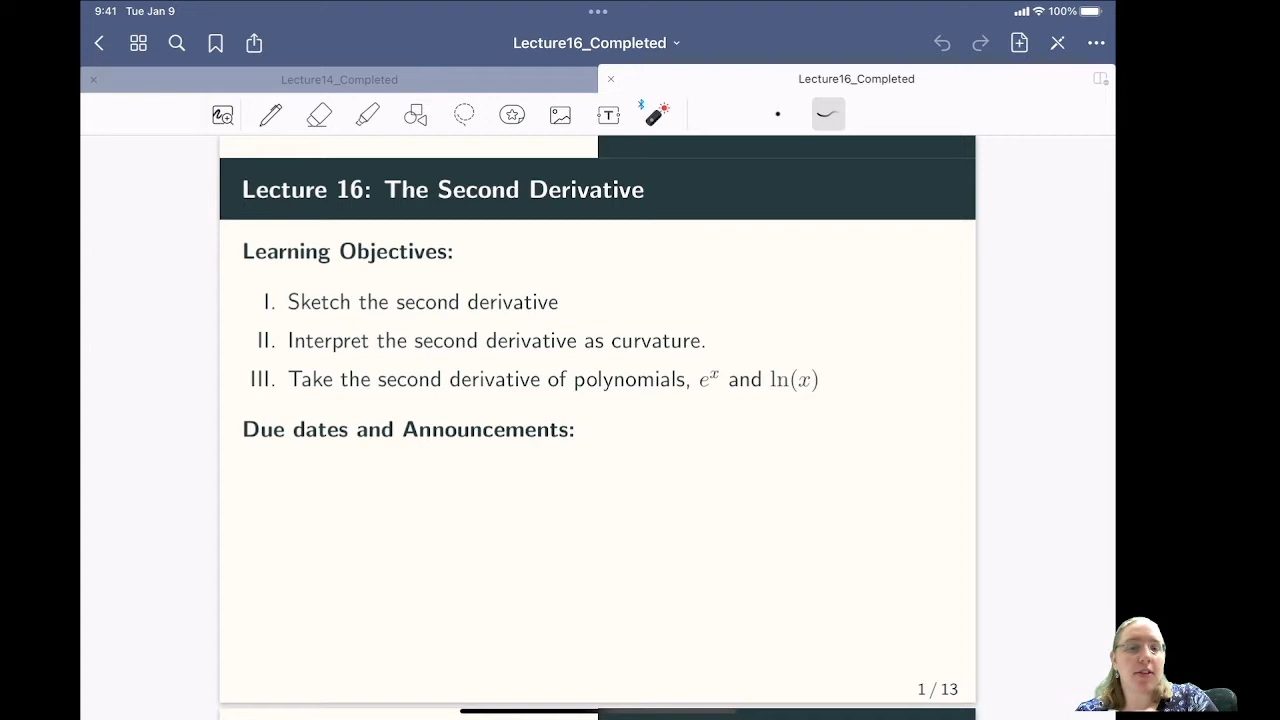 9:41 Tue Jan 9
100%
Lecture16_Completed
Lecture14_Completed
Lecture16_Completed
T
Lecture 16: The Second Derivative
Learning Objectives:
I. Sketch the second derivative
II. Interpret the second derivative as curvature.
III. Take the second derivative of polynomials, e^x and ln(x)
Due dates and Announcements:
1 / 13